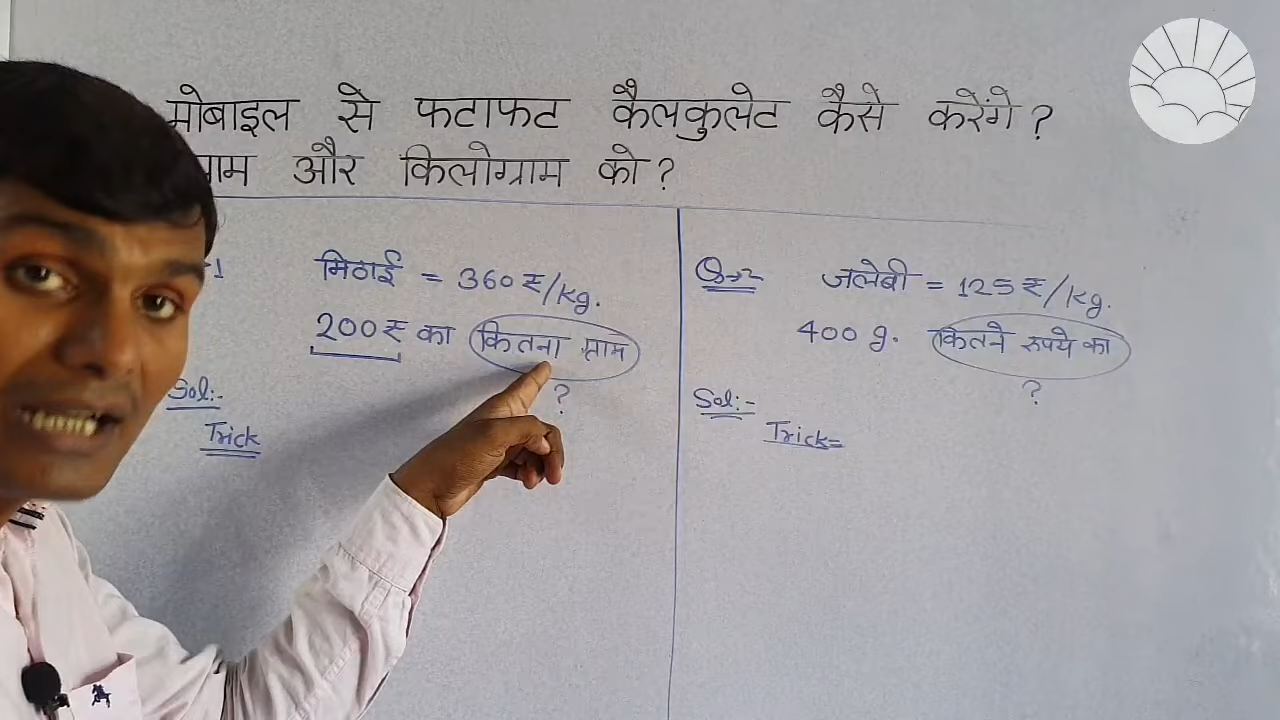 मोबाइल से फटाफट कैलकुलेट कैसे करेंगे?
और किलोग्राम को?
मिठाई = 360₹/kg.
200₹ का कितना ग्राम
?
Sol:-
Trick
जलेबी = 125₹/kg.
400 g. कितने रुपये का
?
Sol:-
Trick=